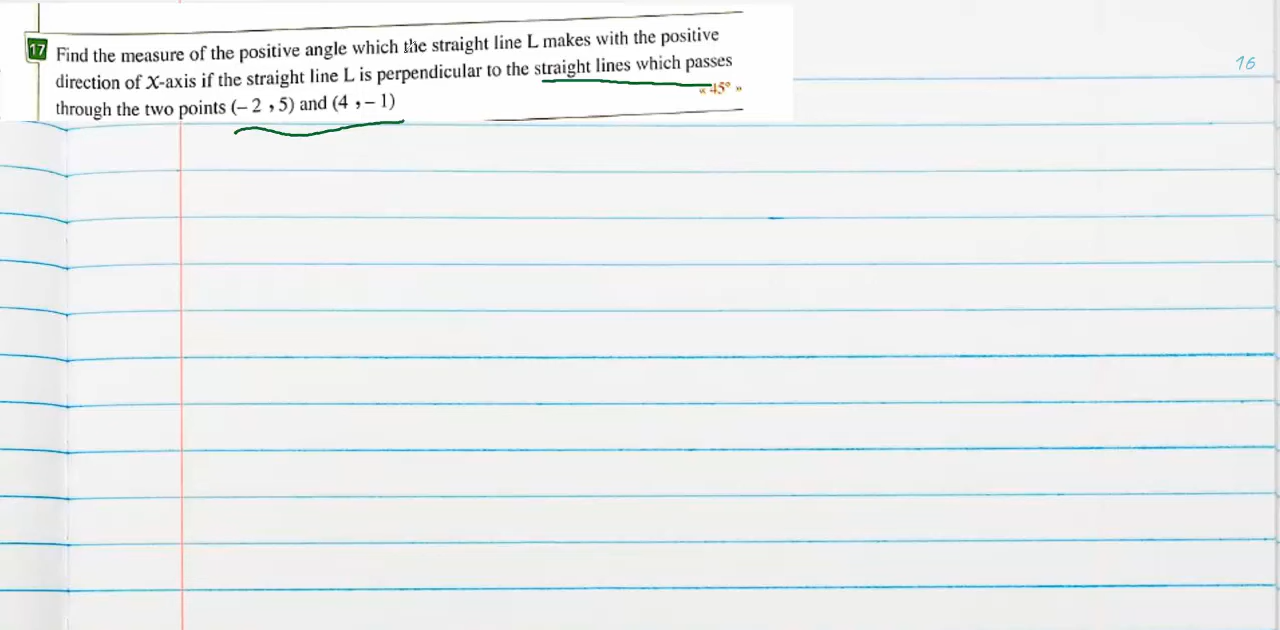 17 Find the measure of the positive angle which the straight line L makes with the positive
direction of X-axis if the straight line L is perpendicular to the straight lines which passes
through the two points (– 2 , 5) and (4 , – 1)
« 45° »
16